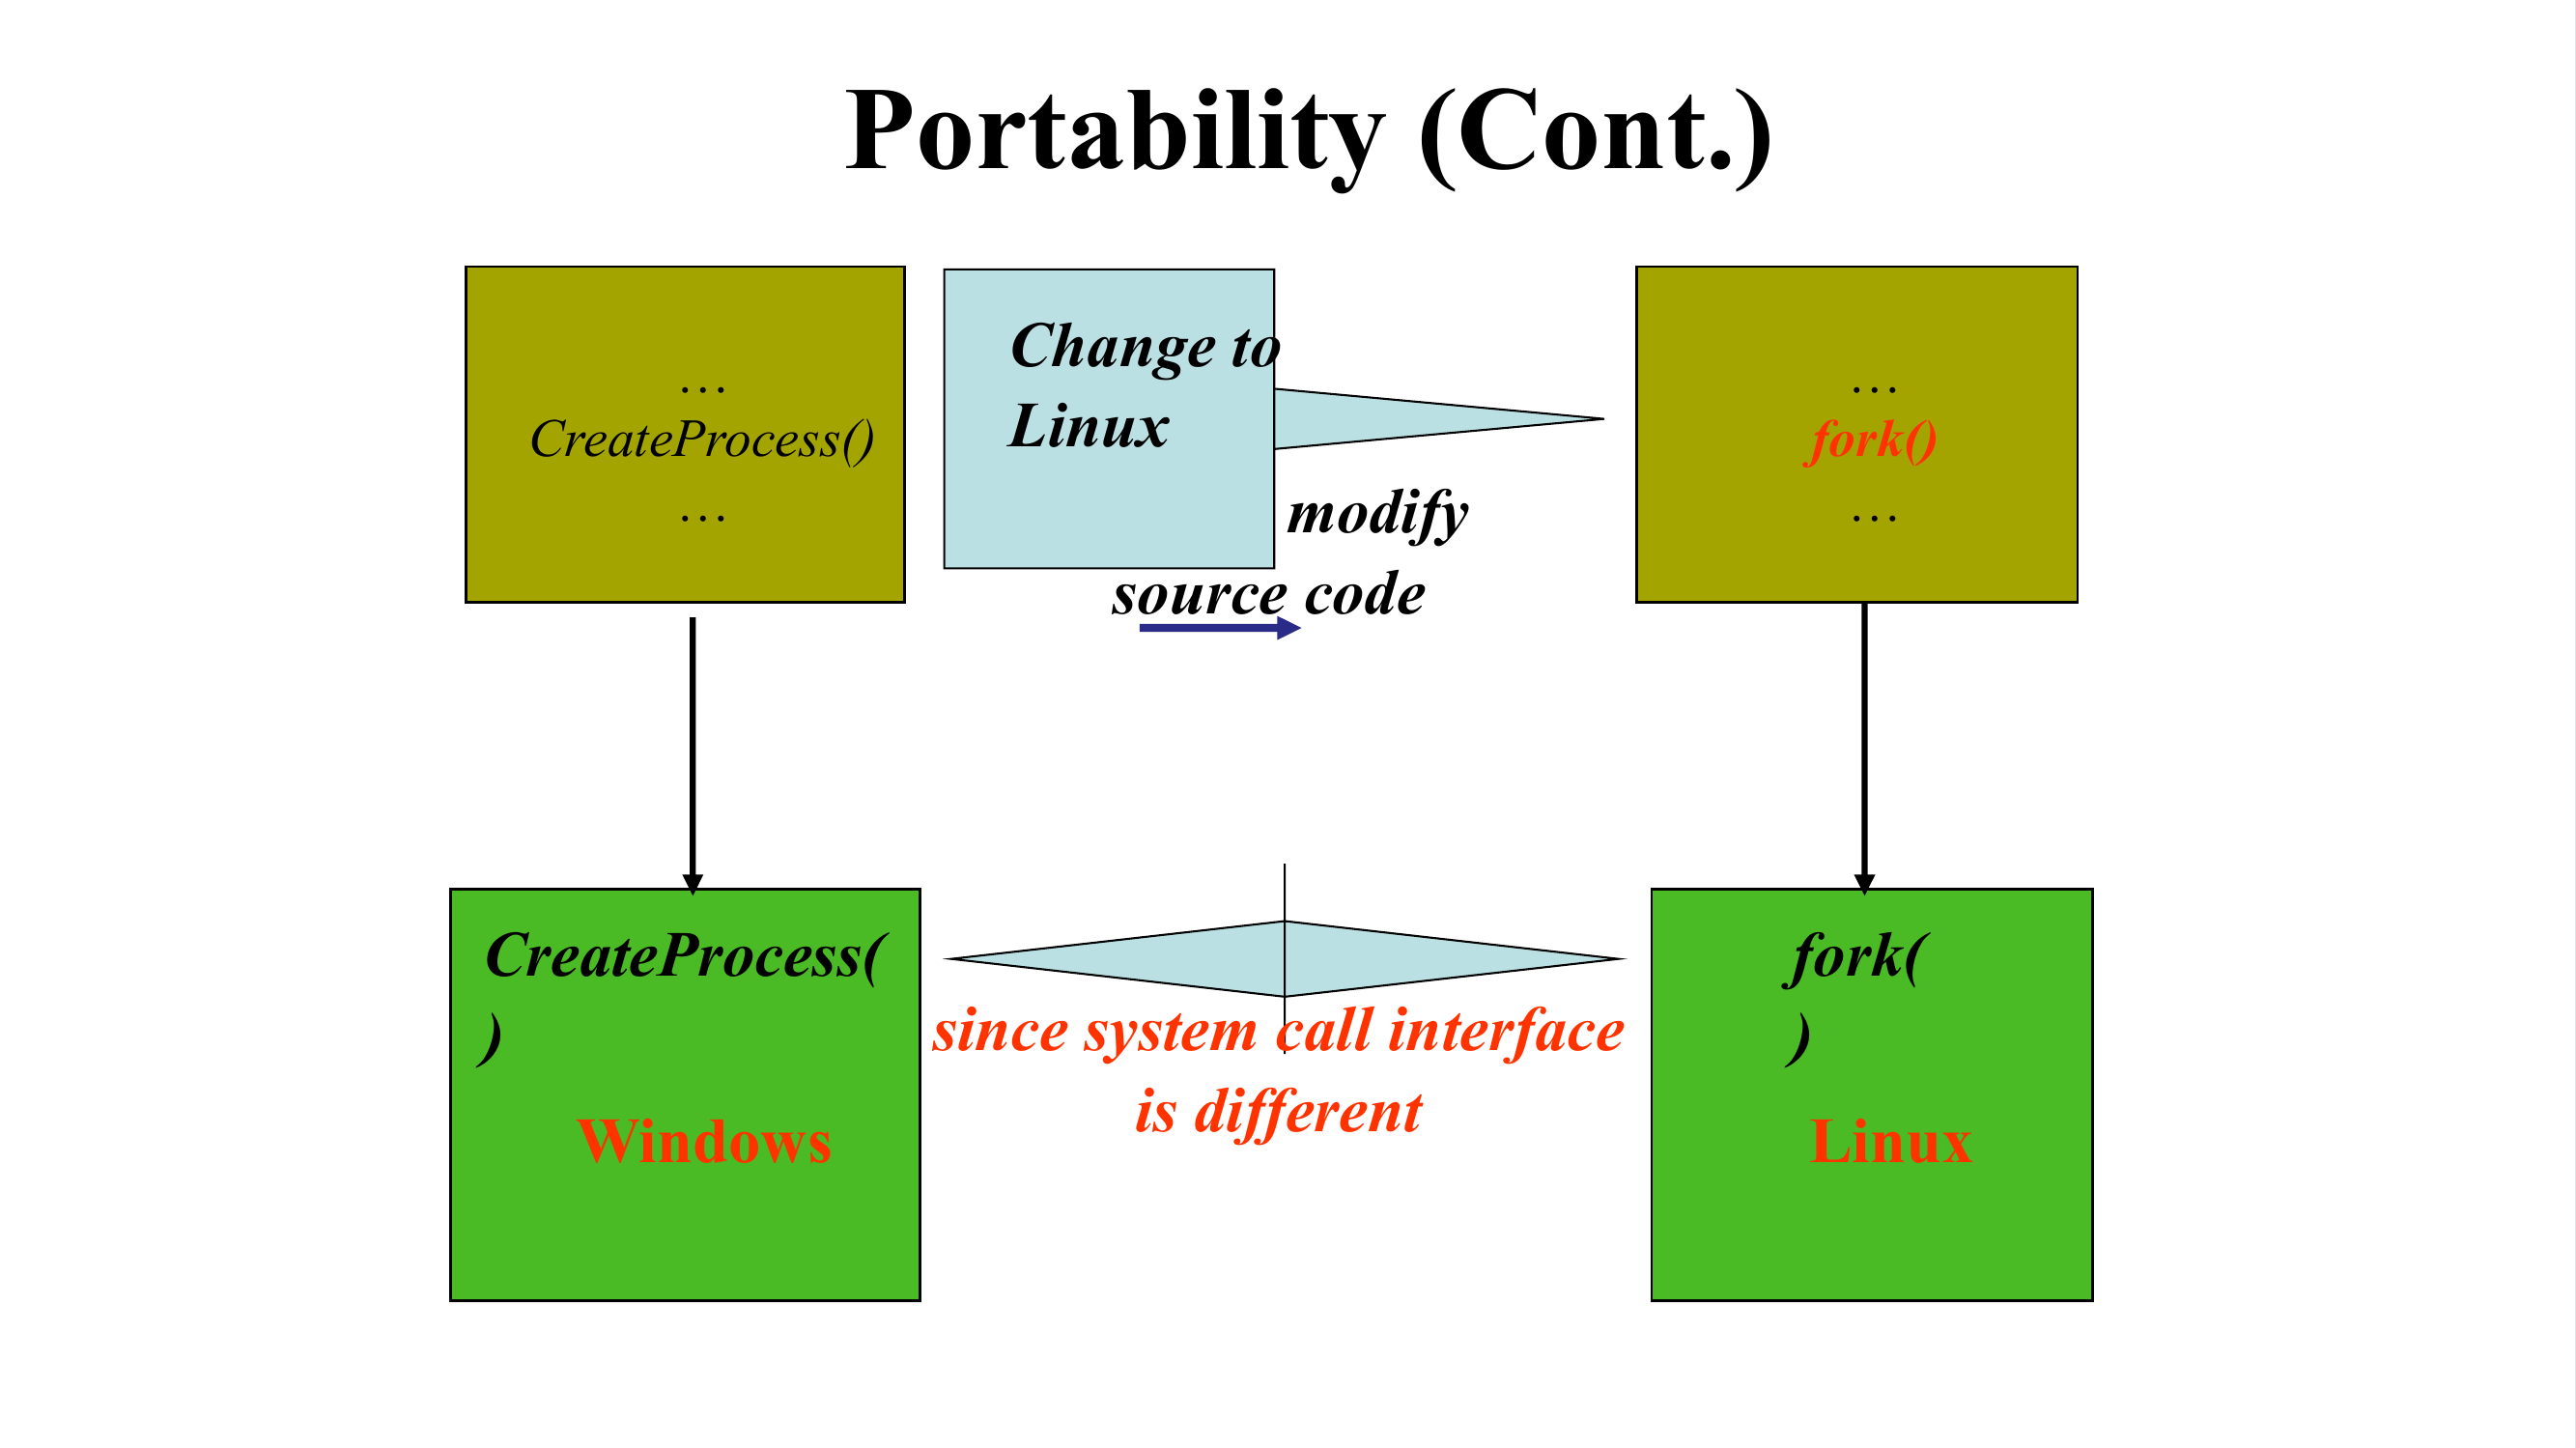 Portability (Cont.)
…
CreateProcess()
…
Change to
Linux
modify
source code
…
fork()
…
CreateProcess(
)
Windows
since system call interface
is different
fork(
)
Linux